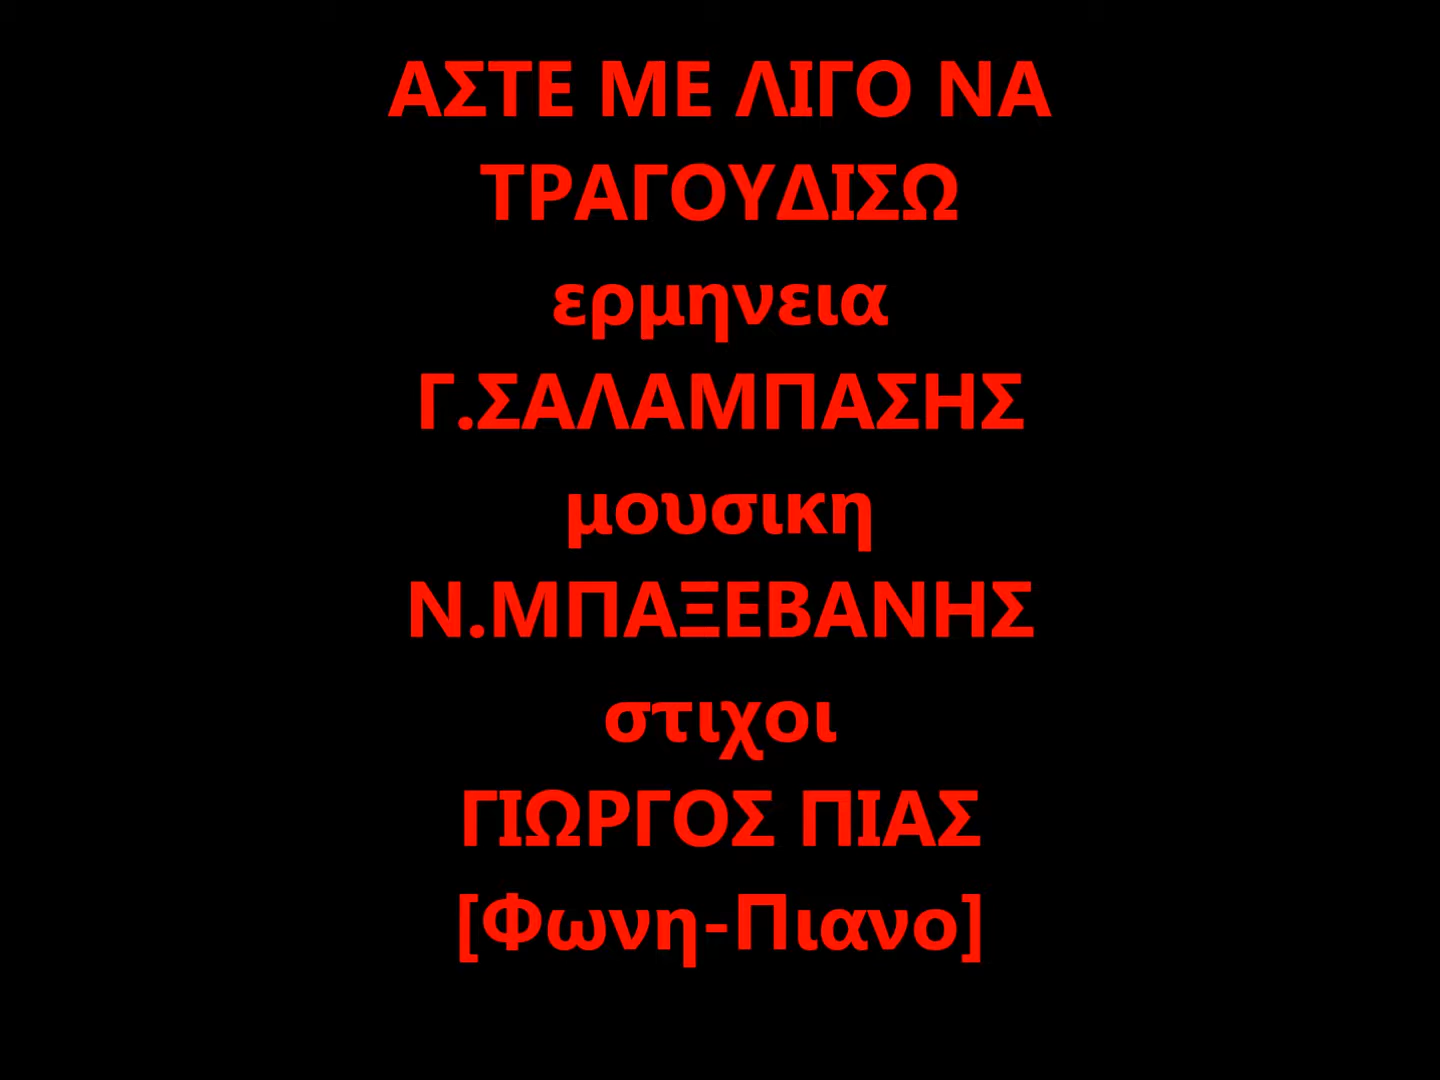 ΑΣΤΕ ΜΕ ΛΙΓΟ ΝΑ
ΤΡΑΓΟΥΔΙΣΩ
ερμηνεια
Γ.ΣΑΛΑΜΠΑΣΗΣ
μουσικη
Ν.ΜΠΑΞΕΒΑΝΗΣ
στιχοι
ΓΙΩΡΓΟΣ ΠΙΑΣ
[Φωνη-Πιανο]